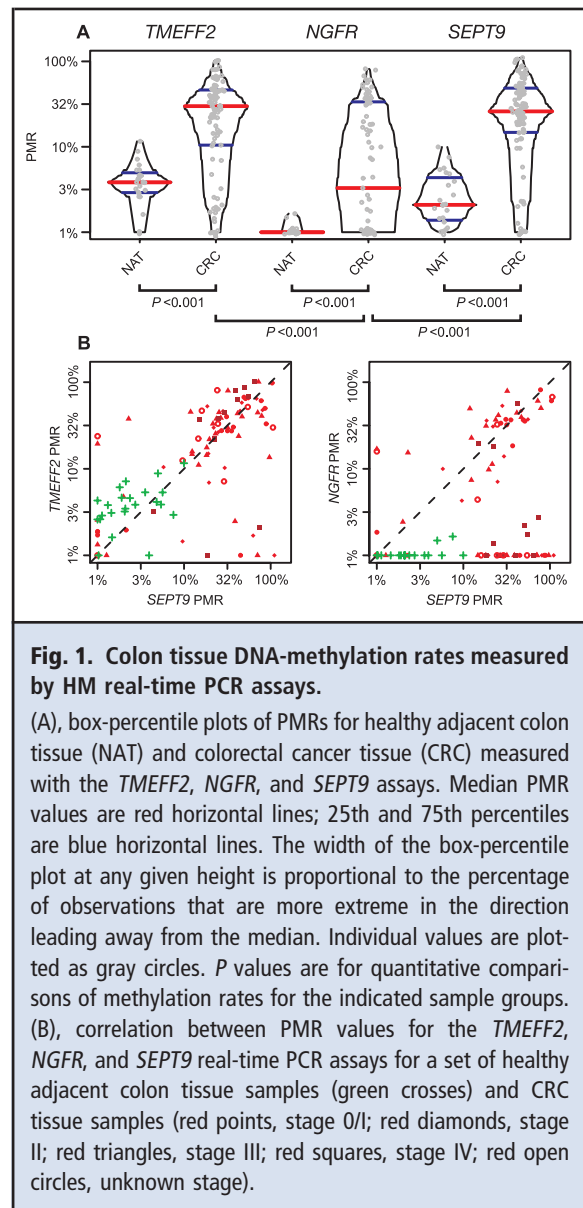 A
TMEFF2 NGFR SEPT9
100%
32%
10%
3%
1%
PMR
NAT CRC NAT CRC NAT CRC
P <0.001 P <0.001 P <0.001
P <0.001 P <0.001
B
100%
32%
10%
3%
1%
TMEFF2 PMR
1% 3% 10% 32% 100%
SEPT9 PMR
100%
32%
10%
3%
1%
NGFR PMR
1% 3% 10% 32% 100%
SEPT9 PMR
Fig. 1. Colon tissue DNA-methylation rates measured
by HM real-time PCR assays.
(A), box-percentile plots of PMRs for healthy adjacent colon
tissue (NAT) and colorectal cancer tissue (CRC) measured
with the TMEFF2, NGFR, and SEPT9 assays. Median PMR
values are red horizontal lines; 25th and 75th percentiles
are blue horizontal lines. The width of the box-percentile
plot at any given height is proportional to the percentage
of observations that are more extreme in the direction
leading away from the median. Individual values are plot-
ted as gray circles. P values are for quantitative compari-
sons of methylation rates for the indicated sample groups.
(B), correlation between PMR values for the TMEFF2,
NGFR, and SEPT9 real-time PCR assays for a set of healthy
adjacent colon tissue samples (green crosses) and CRC
tissue samples (red points, stage 0/I; red diamonds, stage
II; red triangles, stage III; red squares, stage IV; red open
circles, unknown stage).